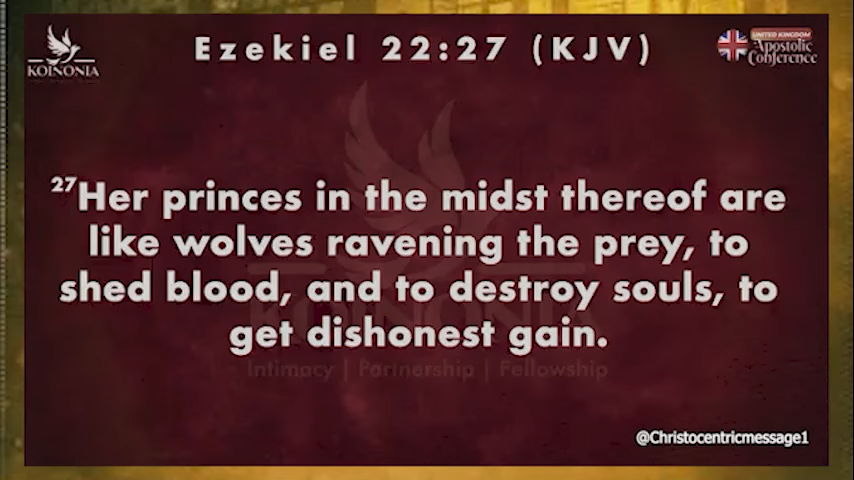 KOINONIA
Ezekiel 22:27 (KJV)
UNITED KINGDOM
Apostolic
Conference
27Her princes in the midst thereof are
like wolves ravening the prey, to
shed blood, and to destroy souls, to
get dishonest gain.
KOINONIA
Intimacy | Partnership | Fellowship
@Christocentricmessage1